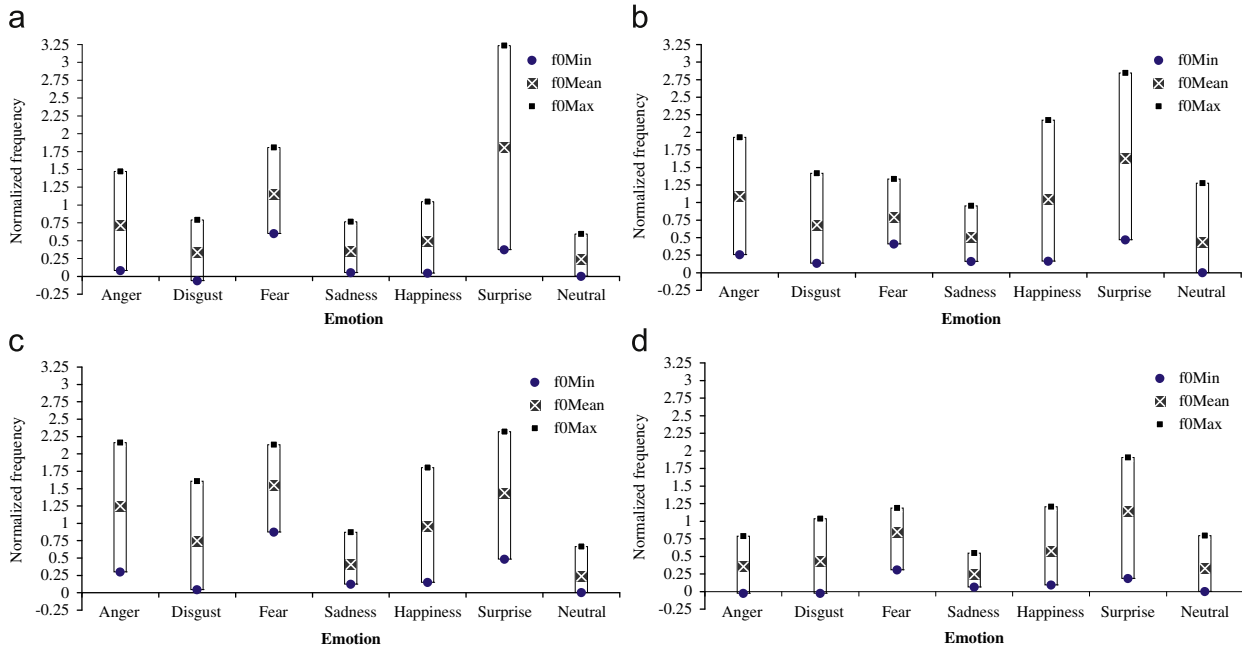 a
3.25
3
2.75
2.5
2.25
2
1.75
1.5
1.25
1
0.75
0.5
0.25
0
-0.25
Normalized frequency
f0Min
f0Mean
f0Max
Anger Disgust Fear Sadness Happiness Surprise Neutral
Emotion
b
3.25
3
2.75
2.5
2.25
2
1.75
1.5
1.25
1
0.75
0.5
0.25
0
-0.25
Normalized frequency
f0Min
f0Mean
f0Max
Anger Disgust Fear Sadness Happiness Surprise Neutral
Emotion
c
3.25
3
2.75
2.5
2.25
2
1.75
1.5
1.25
1
0.75
0.5
0.25
0
-0.25
Normalized frequency
f0Min
f0Mean
f0Max
Anger Disgust Fear Sadness Happiness Surprise Neutral
Emotion
d
3.25
3
2.75
2.5
2.25
2
1.75
1.5
1.25
1
0.75
0.5
0.25
0
-0.25
Normalized frequency
f0Min
f0Mean
f0Max
Anger Disgust Fear Sadness Happiness Surprise Neutral
Emotion